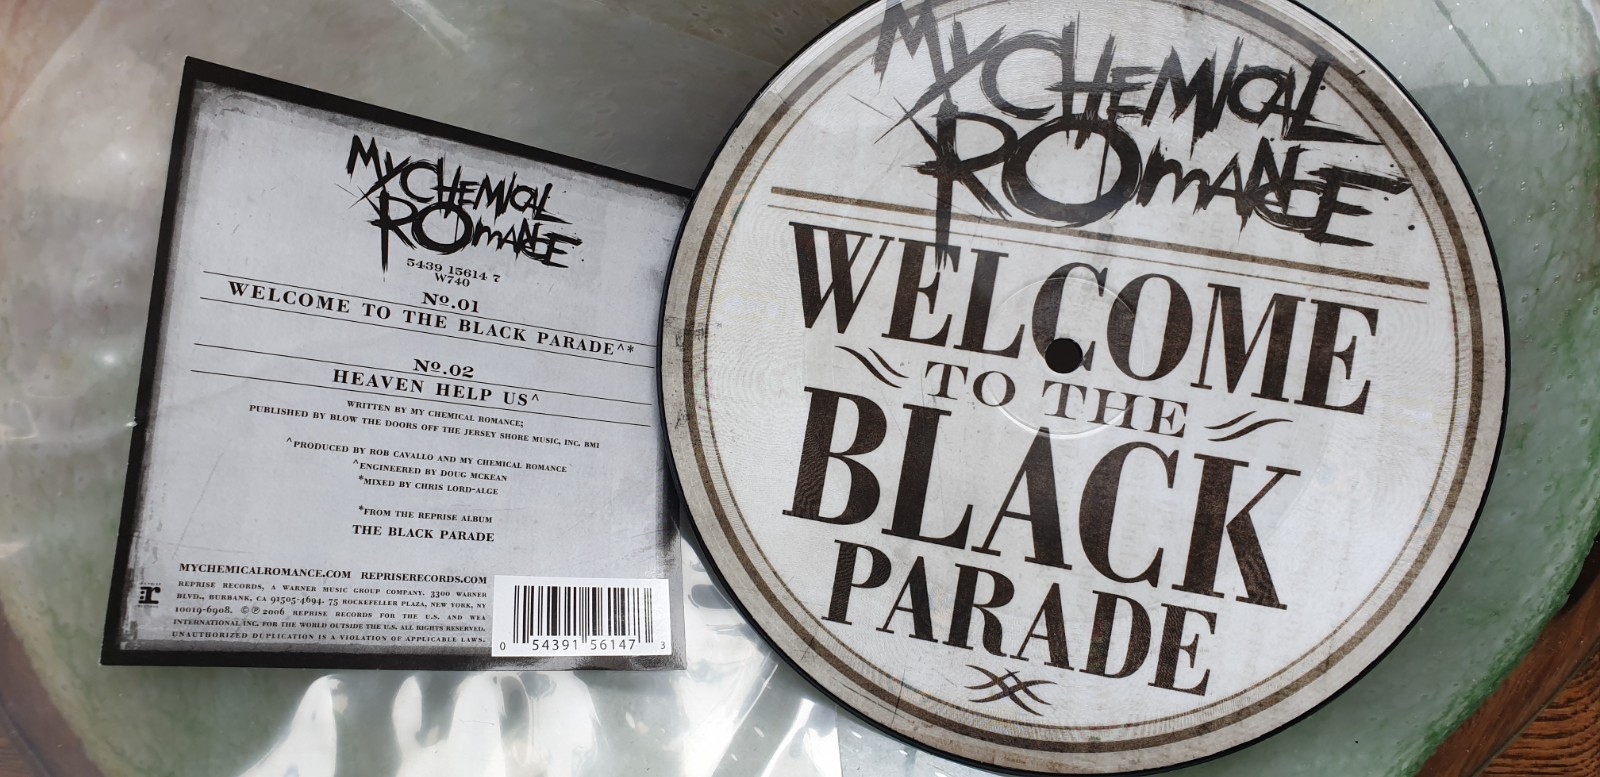 MY CHEMICAL
ROMANCE
5439 15614 7
W740
Nº.01
WELCOME TO THE BLACK PARADE^*
Nº.02
HEAVEN HELP US^
WRITTEN BY MY CHEMICAL ROMANCE;
PUBLISHED BY BLOW THE DOORS OFF THE JERSEY SHORE MUSIC, INC. BMI
^PRODUCED BY ROB CAVALLO AND MY CHEMICAL ROMANCE
^ENGINEERED BY DOUG MCKEAN
*MIXED BY CHRIS LORD-ALGE
*FROM THE REPRISE ALBUM
THE BLACK PARADE
MYCHEMICALROMANCE.COM REPRISERECORDS.COM
REPRISE RECORDS, A WARNER MUSIC GROUP COMPANY. 3300 WARNER
BLVD., BURBANK, CA 91505-4694. 75 ROCKEFELLER PLAZA, NEW YORK, NY
10019-6908. ©℗2006 REPRISE RECORDS FOR THE U.S. AND WEA
INTERNATIONAL INC. FOR THE WORLD OUTSIDE THE U.S. ALL RIGHTS RESERVED.
UNAUTHORIZED DUPLICATION IS A VIOLATION OF APPLICABLE LAWS.
0 54391 56147 3
MY CHEMICAL
ROMANCE
WELCOME
TO THE
BLACK
PARADE